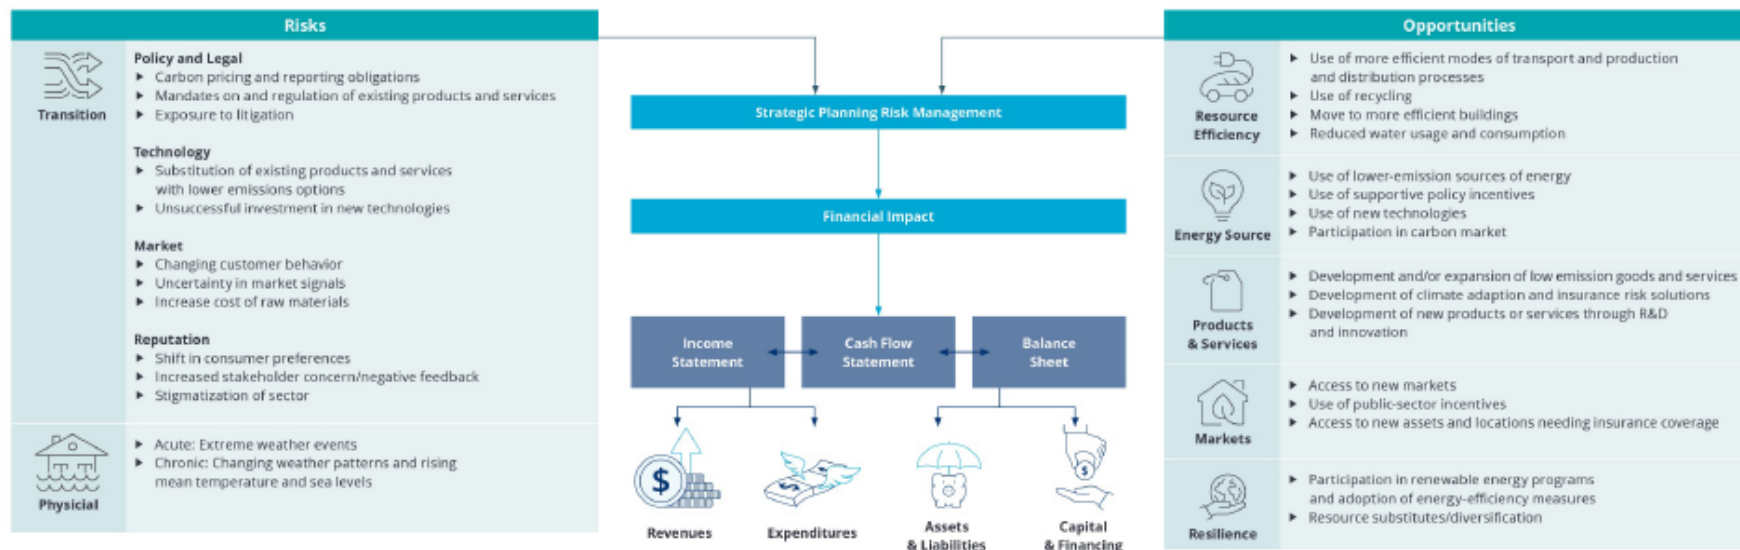 Risks
Transition
Policy and Legal
Carbon pricing and reporting obligations
Mandates on and regulation of existing products and services
Exposure to litigation
Technology
Substitution of existing products and services
with lower emissions options
Unsuccessful investment in new technologies
Market
Changing customer behavior
Uncertainty in market signals
Increase cost of raw materials
Reputation
Shift in consumer preferences
Increased stakeholder concern/negative feedback
Stigmatization of sector
Physicial
Acute: Extreme weather events
Chronic: Changing weather patterns and rising
mean temperature and sea levels
Strategic Planning Risk Management
Financial Impact
Income
Statement
Cash Flow
Statement
Balance
Sheet
$
Revenues
$
Expenditures
Assets
& Liabilities
$
Capital
& Financing
Opportunities
Resource
Efficiency
Use of more efficient modes of transport and production
and distribution processes
Use of recycling
Move to more efficient buildings
Reduced water usage and consumption
Energy Source
Use of lower-emission sources of energy
Use of supportive policy incentives
Use of new technologies
Participation in carbon market
Products
& Services
Development and/or expansion of low emission goods and services
Development of climate adaption and insurance risk solutions
Development of new products or services through R&D
and innovation
Markets
Access to new markets
Use of public-sector incentives
Access to new assets and locations needing insurance coverage
Resilience
Participation in renewable energy programs
and adoption of energy-efficiency measures
Resource substitutes/diversification